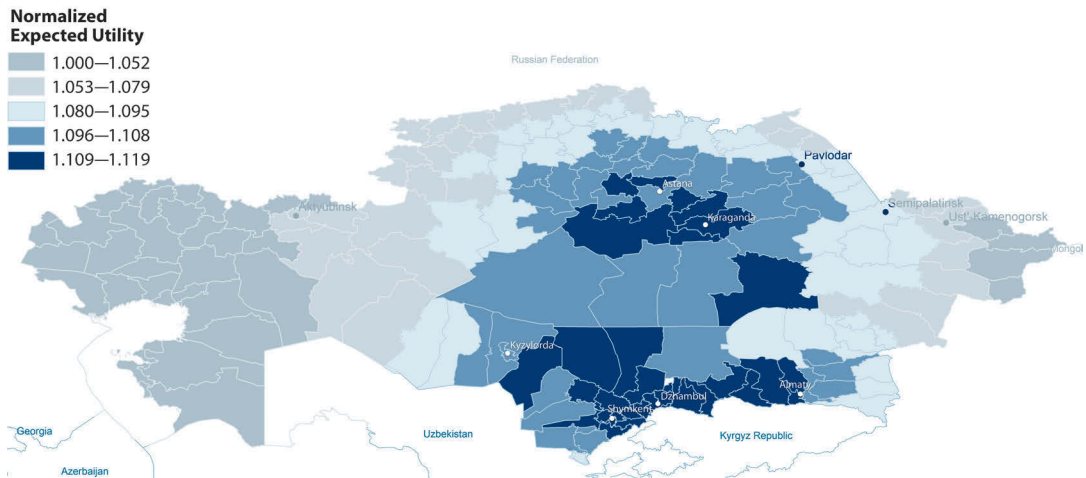 Normalized
Expected Utility
1.000—1.052
1.053—1.079
1.080—1.095
1.096—1.108
1.109—1.119
Russian Federation
Pavlodar
Astana
Aktyubinsk
Semipalatinsk
Karaganda
Ust'-Kamenogorsk
Mongol
Kyzylorda
Almaty
Dzhambul
Shymkent
Georgia
Uzbekistan
Kyrgyz Republic
Azerbaijan